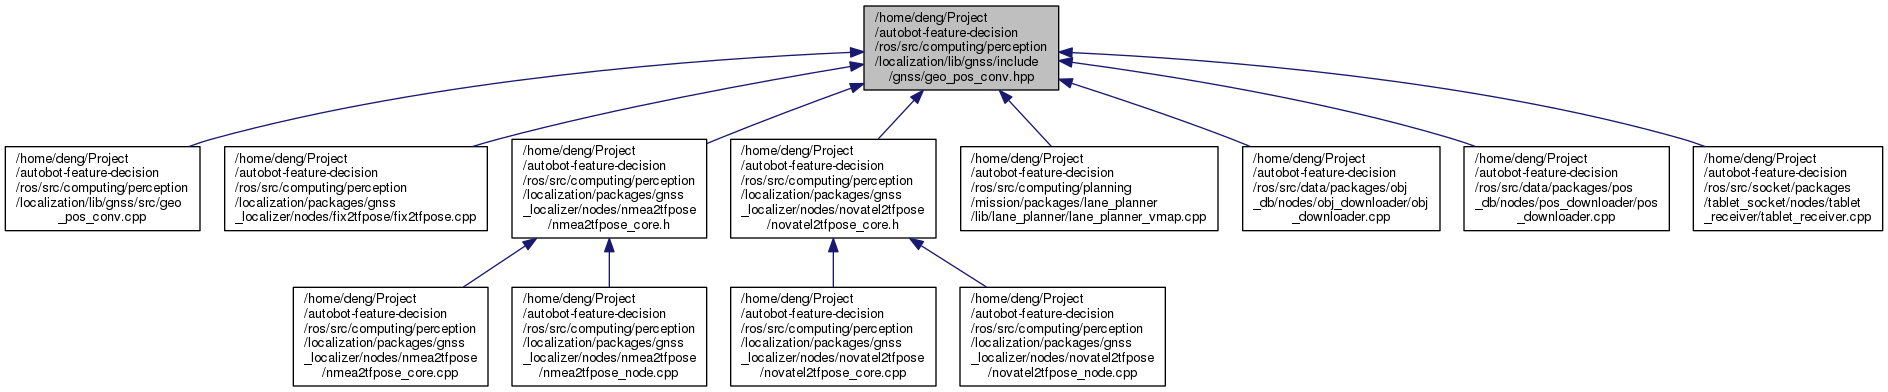 /home/deng/Project
/autobot-feature-decision
/ros/src/computing/perception
/localization/lib/gnss/include
/gnss/geo_pos_conv.hpp
/home/deng/Project
/autobot-feature-decision
/ros/src/computing/perception
/localization/lib/gnss/src/geo
_pos_conv.cpp
/home/deng/Project
/autobot-feature-decision
/ros/src/computing/perception
/localization/packages/gnss
_localizer/nodes/fix2tfpose/fix2tfpose.cpp
/home/deng/Project
/autobot-feature-decision
/ros/src/computing/perception
/localization/packages/gnss
_localizer/nodes/nmea2tfpose
/nmea2tfpose_core.h
/home/deng/Project
/autobot-feature-decision
/ros/src/computing/perception
/localization/packages/gnss
_localizer/nodes/novatel2tfpose
/novatel2tfpose_core.h
/home/deng/Project
/autobot-feature-decision
/ros/src/computing/planning
/mission/packages/lane_planner
/lib/lane_planner/lane_planner_vmap.cpp
/home/deng/Project
/autobot-feature-decision
/ros/src/data/packages/obj
_db/nodes/obj_downloader/obj
_downloader.cpp
/home/deng/Project
/autobot-feature-decision
/ros/src/data/packages/pos
_db/nodes/pos_downloader/pos
_downloader.cpp
/home/deng/Project
/autobot-feature-decision
/ros/src/socket/packages
/tablet_socket/nodes/tablet
_receiver/tablet_receiver.cpp
/home/deng/Project
/autobot-feature-decision
/ros/src/computing/perception
/localization/packages/gnss
_localizer/nodes/nmea2tfpose
/nmea2tfpose_core.cpp
/home/deng/Project
/autobot-feature-decision
/ros/src/computing/perception
/localization/packages/gnss
_localizer/nodes/nmea2tfpose
/nmea2tfpose_node.cpp
/home/deng/Project
/autobot-feature-decision
/ros/src/computing/perception
/localization/packages/gnss
_localizer/nodes/novatel2tfpose
/novatel2tfpose_core.cpp
/home/deng/Project
/autobot-feature-decision
/ros/src/computing/perception
/localization/packages/gnss
_localizer/nodes/novatel2tfpose
/novatel2tfpose_node.cpp